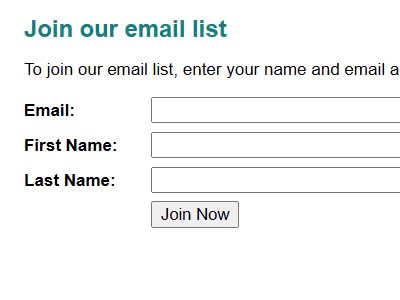 Join our email list
To join our email list, enter your name and email a
Email:
First Name:
Last Name:
Join Now